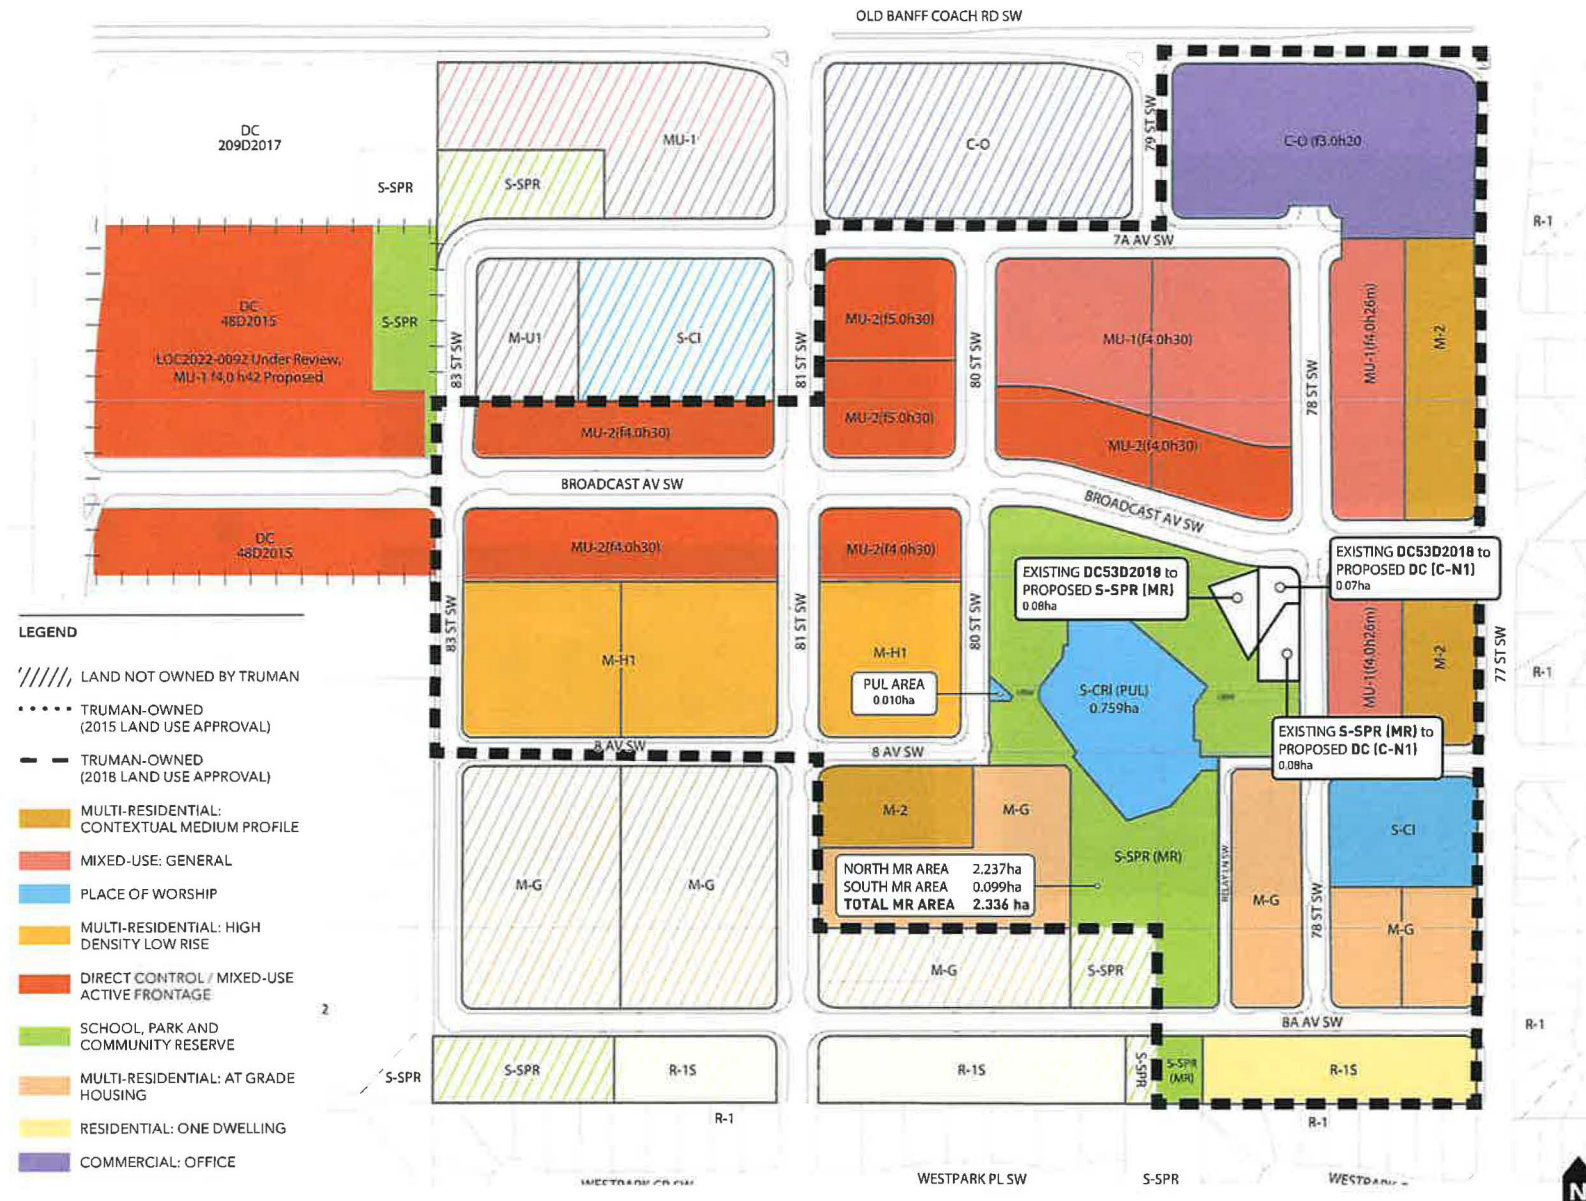 OLD BANFF COACH RD SW
DC
209D2017
S-SPR
MU-1
S-SPR
C-O
79 ST SW
C-O (f3.0h20
R-1
7A AV SW
DC
48D2015
LOC2022-0092 Under Review,
MU-1 f4.0 h42 Proposed
S-SPR
83 ST SW
M-U1
S-CI
81 ST SW
MU-2(f5.0h30)
MU-2(f5.0h30)
80 ST SW
MU-1(f4.0h30)
MU-2(f4.0h30)
78 ST SW
MU-1(f4.0h26m)
M-2
MU-2(f4.0h30)
BROADCAST AV SW
BROADCAST AV SW
DC
48D2015
MU-2(f4.0h30)
MU-2(f4.0h30)
EXISTING DC53D2018 to
PROPOSED S-SPR (MR)
0.08ha
EXISTING DC53D2018 to
PROPOSED DC (C-N1)
0.07ha
83 ST SW
M-H1
81 ST SW
M-H1
80 ST SW
PUL AREA
0.010ha
S-CRI (PUL)
0.759ha
MU-1(f4.0h26m)
M-2
77 ST SW
R-1
EXISTING S-SPR (MR) to
PROPOSED DC (C-N1)
0.08ha
8 AV SW
8 AV SW
M-G
M-G
M-2
M-G
S-SPR (MR)
NORTH MR AREA 2.237ha
SOUTH MR AREA 0.099ha
TOTAL MR AREA 2.336 ha
RELAY LN SW
M-G
78 ST SW
S-CI
M-G
M-G
S-SPR
8A AV SW
R-1
S-SPR
S-SPR
R-1S
R-1S
S-SPR
S-SPR
(MR)
R-1S
R-1
R-1
WESTPARK PL SW
S-SPR
N
LEGEND
LAND NOT OWNED BY TRUMAN
TRUMAN-OWNED
(2015 LAND USE APPROVAL)
TRUMAN-OWNED
(2018 LAND USE APPROVAL)
MULTI-RESIDENTIAL:
CONTEXTUAL MEDIUM PROFILE
MIXED-USE: GENERAL
PLACE OF WORSHIP
MULTI-RESIDENTIAL: HIGH
DENSITY LOW RISE
DIRECT CONTROL / MIXED-USE
ACTIVE FRONTAGE
2
SCHOOL, PARK AND
COMMUNITY RESERVE
MULTI-RESIDENTIAL: AT GRADE
HOUSING
RESIDENTIAL: ONE DWELLING
COMMERCIAL: OFFICE